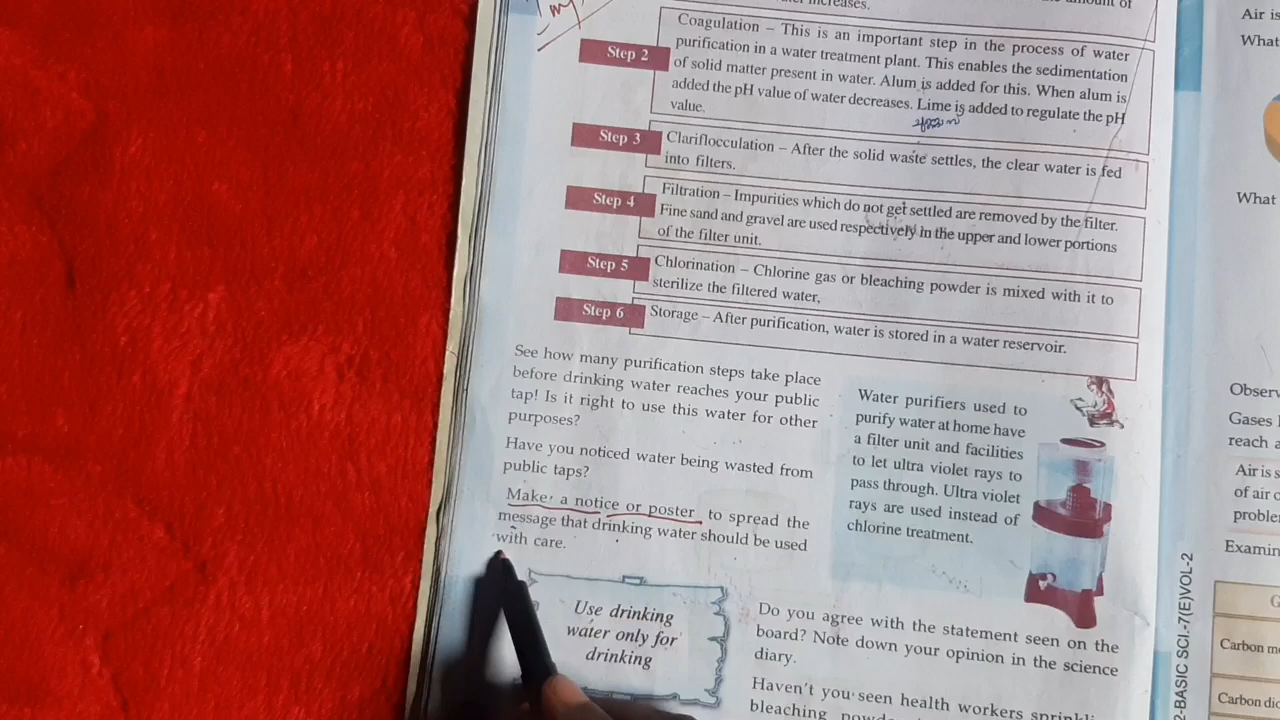 water increases.
Step 2
Coagulation – This is an important step in the process of water
purification in a water treatment plant. This enables the sedimentation
of solid matter present in water. Alum is added for this. When alum is
added the pH value of water decreases. Lime is added to regulate the pH
value.
Step 3
Clariflocculation – After the solid waste settles, the clear water is fed
into filters.
Step 4
Filtration – Impurities which do not get settled are removed by the filter.
Fine sand and gravel are used respectively in the upper and lower portions
of the filter unit.
Step 5
Chlorination – Chlorine gas or bleaching powder is mixed with it to
sterilize the filtered water,
Step 6
Storage – After purification, water is stored in a water reservoir.
See how many purification steps take place
before drinking water reaches your public
tap! Is it right to use this water for other
purposes?
Have you noticed water being wasted from
public taps?
Make a notice or poster to spread the
message that drinking water should be used
with care.
Water purifiers used to
purify water at home have
a filter unit and facilities
to let ultra violet rays to
pass through. Ultra violet
rays are used instead of
chlorine treatment.
Use drinking
water only for
drinking
Do you agree with the statement seen on the
board? Note down your opinion in the science
diary.
Haven't you seen health workers
bleaching
-BASIC SCI.-7(E)VOL-2
Air is
What
What
Observ
Gases
reach a
Air is s
of air
proble
Examin
Carbon m
Carbon di